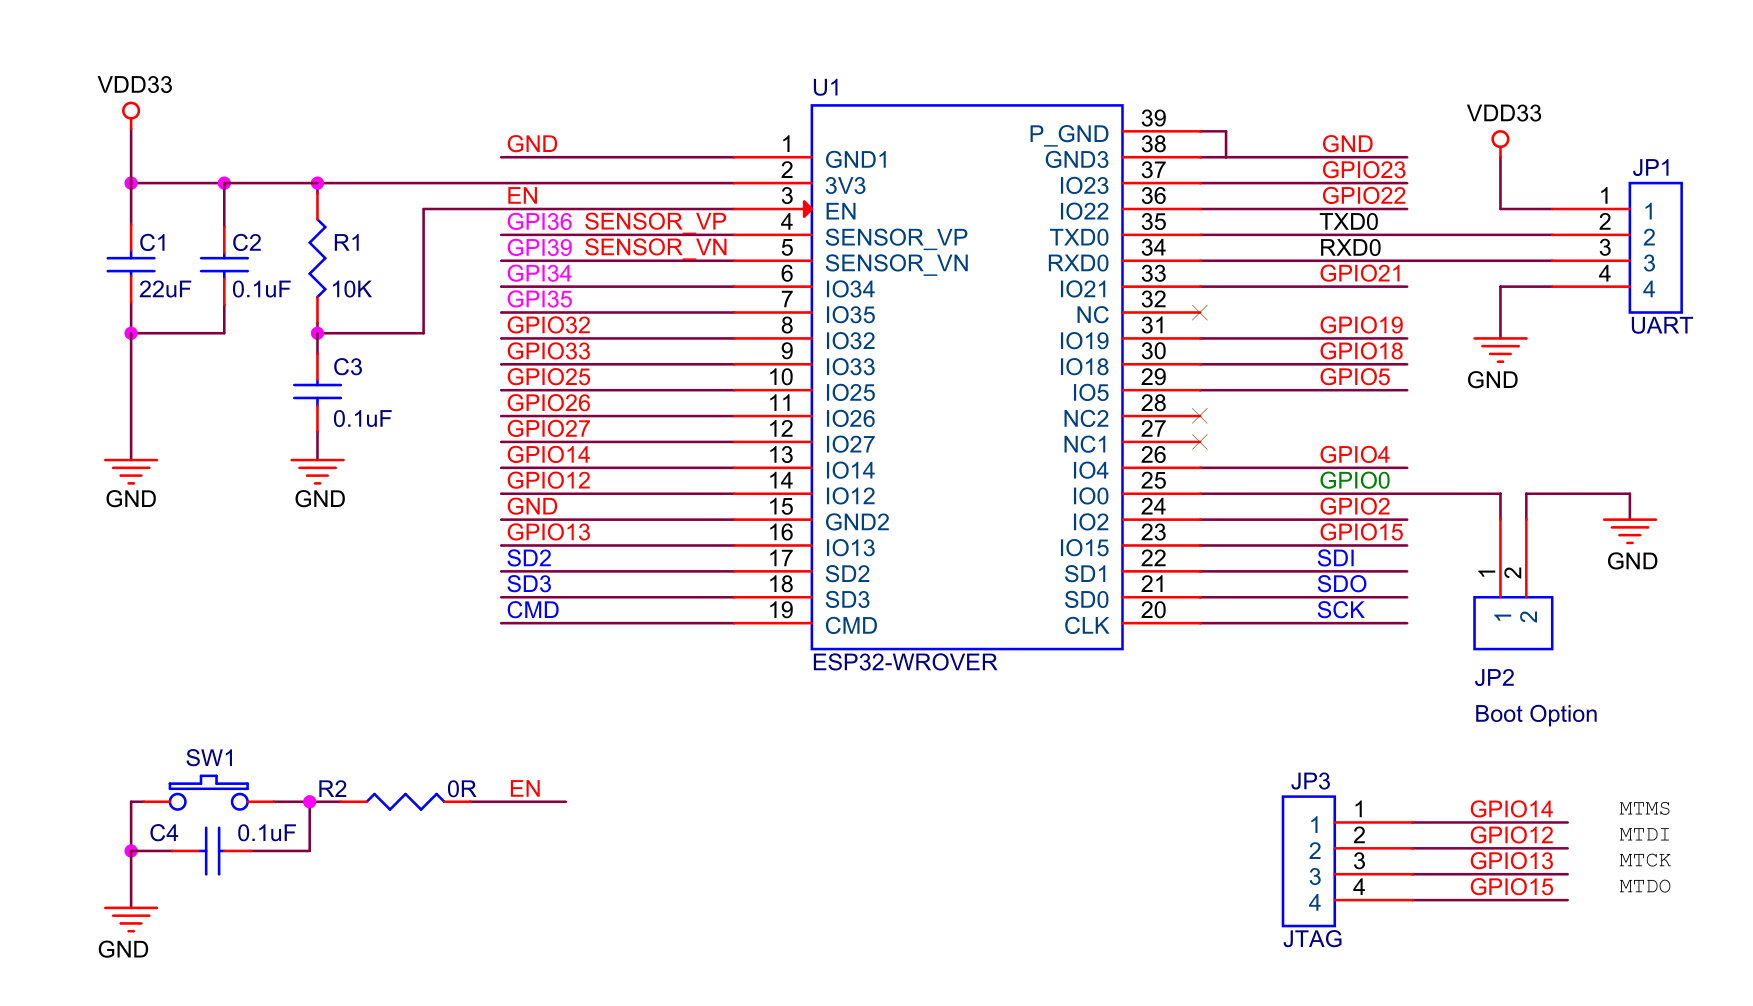 VDD33
C1
22uF
C2
0.1uF
R1
10K
C3
0.1uF
GND
GND
U1
GND 1 GND1
2 3V3
EN 3 EN
GPI36 SENSOR_VP 4 SENSOR_VP
GPI39 SENSOR_VN 5 SENSOR_VN
GPI34 6 IO34
GPI35 7 IO35
GPIO32 8 IO32
GPIO33 9 IO33
GPIO25 10 IO25
GPIO26 11 IO26
GPIO27 12 IO27
GPIO14 13 IO14
GPIO12 14 IO12
GND 15 GND2
GPIO13 16 IO13
SD2 17 SD2
SD3 18 SD3
CMD 19 CMD
P_GND 39
GND3 38 GND
IO23 37 GPIO23
IO22 36 GPIO22
TXD0 35 TXD0
RXD0 34 RXD0
IO21 33 GPIO21
NC 32
IO19 31 GPIO19
IO18 30 GPIO18
IO5 29 GPIO5
NC2 28
NC1 27
IO4 26 GPIO4
IO0 25 GPIO0
IO2 24 GPIO2
IO15 23 GPIO15
SD1 22 SDI
SD0 21 SDO
CLK 20 SCK
ESP32-WROVER
VDD33
JP1
1 1
2 2
3 3
4 4
UART
GND
GND
1 2
1 2
JP2
Boot Option
SW1
R2 0R EN
C4 0.1uF
GND
JP3
1 1 GPIO14 MTMS
2 2 GPIO12 MTDI
3 3 GPIO13 MTCK
4 4 GPIO15 MTDO
JTAG